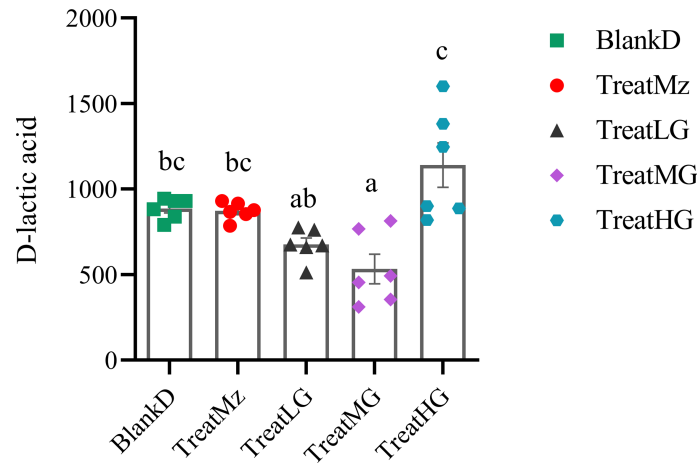 2000
1500
1000
500
0
D-lactic acid
bc
bc
ab
a
c
BlankD
TreatMz
TreatLG
TreatMG
TreatHG
BlankD
TreatMz
TreatLG
TreatMG
TreatHG